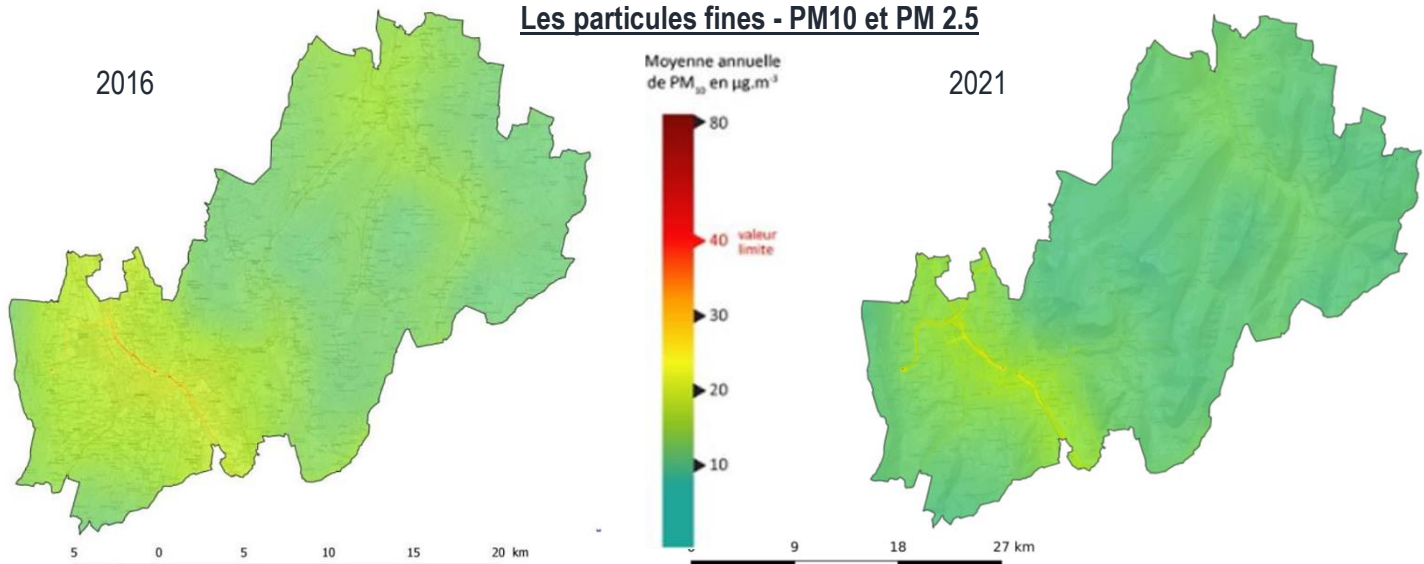 Les particules fines - PM10 et PM 2.5
2016
Moyenne annuelle
de PM₁₀ en µg.m⁻³
80
40 valeur
limite
30
20
10
2021
5 0 5 10 15 20 km
9 18 27 km